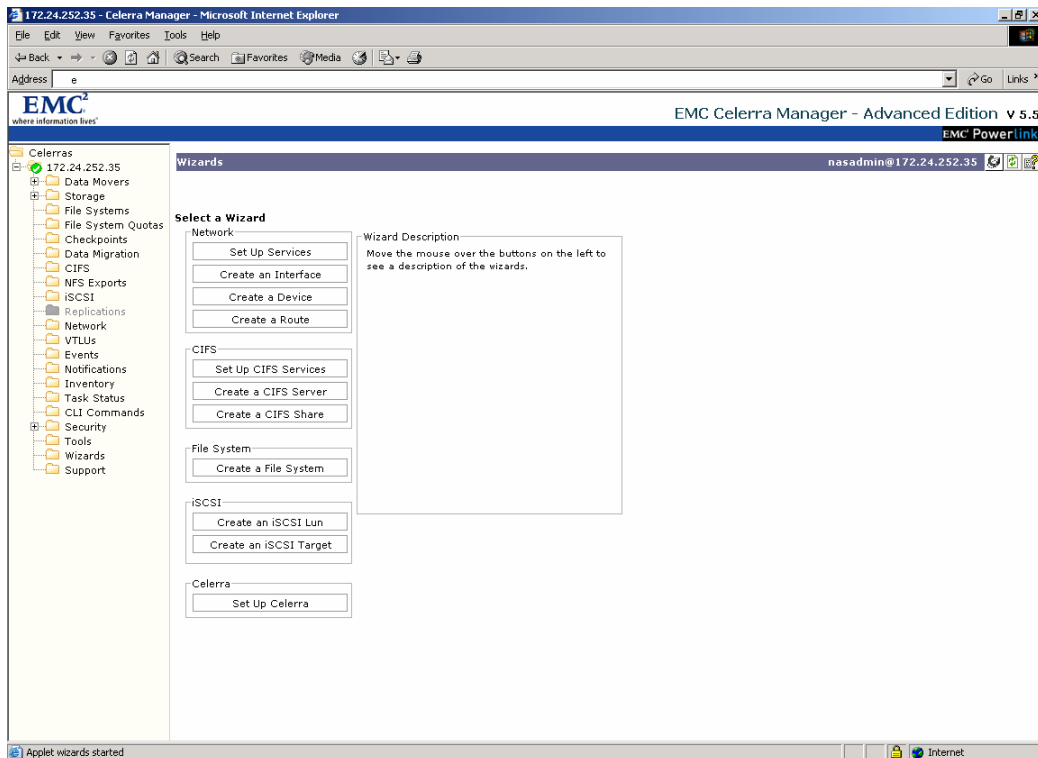 172.24.252.35 - Celerra Manager - Microsoft Internet Explorer
File Edit View Favorites Tools Help
Back Search Favorites Media
Address e Go Links
EMC²
where information lives®
EMC Celerra Manager - Advanced Edition v 5.5
EMC Powerlink
Celerras
172.24.252.35
Data Movers
Storage
File Systems
File System Quotas
Checkpoints
Data Migration
CIFS
NFS Exports
iSCSI
Replications
Network
VTLUs
Events
Notifications
Inventory
Task Status
CLI Commands
Security
Tools
Wizards
Support
Wizards nasadmin@172.24.252.35
Select a Wizard
Network
Set Up Services
Create an Interface
Create a Device
Create a Route
CIFS
Set Up CIFS Services
Create a CIFS Server
Create a CIFS Share
File System
Create a File System
iSCSI
Create an iSCSI Lun
Create an iSCSI Target
Celerra
Set Up Celerra
Wizard Description
Move the mouse over the buttons on the left to
see a description of the wizards.
Applet wizards started Internet